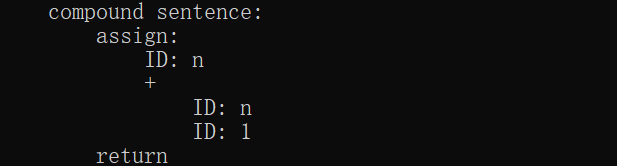 compound sentence:
assign:
ID: n
+
ID: n
ID: 1
return